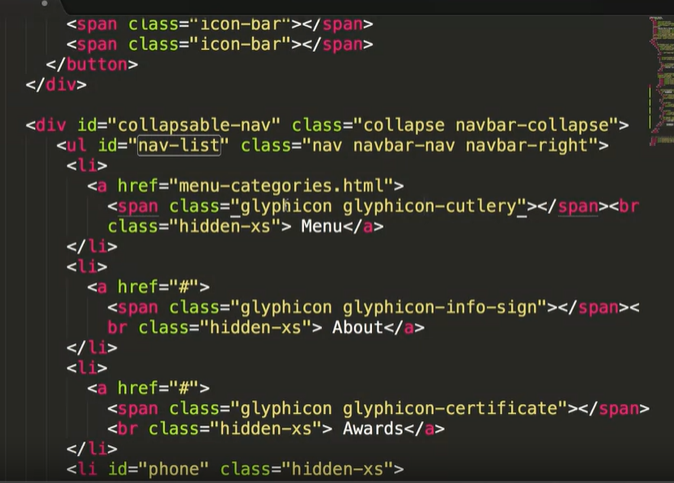 <span class="icon-bar"></span>
<span class="icon-bar"></span>
</button>
</div>
<div id="collapsable-nav" class="collapse navbar-collapse">
<ul id="nav-list" class="nav navbar-nav navbar-right">
<li>
<a href="menu-categories.html">
<span class="glyphicon glyphicon-cutlery"></span><br
class="hidden-xs"> Menu</a>
</li>
<li>
<a href="#">
<span class="glyphicon glyphicon-info-sign"></span><
br class="hidden-xs"> About</a>
</li>
<li>
<a href="#">
<span class="glyphicon glyphicon-certificate"></span>
<br class="hidden-xs"> Awards</a>
</li>
<li id="phone" class="hidden-xs">